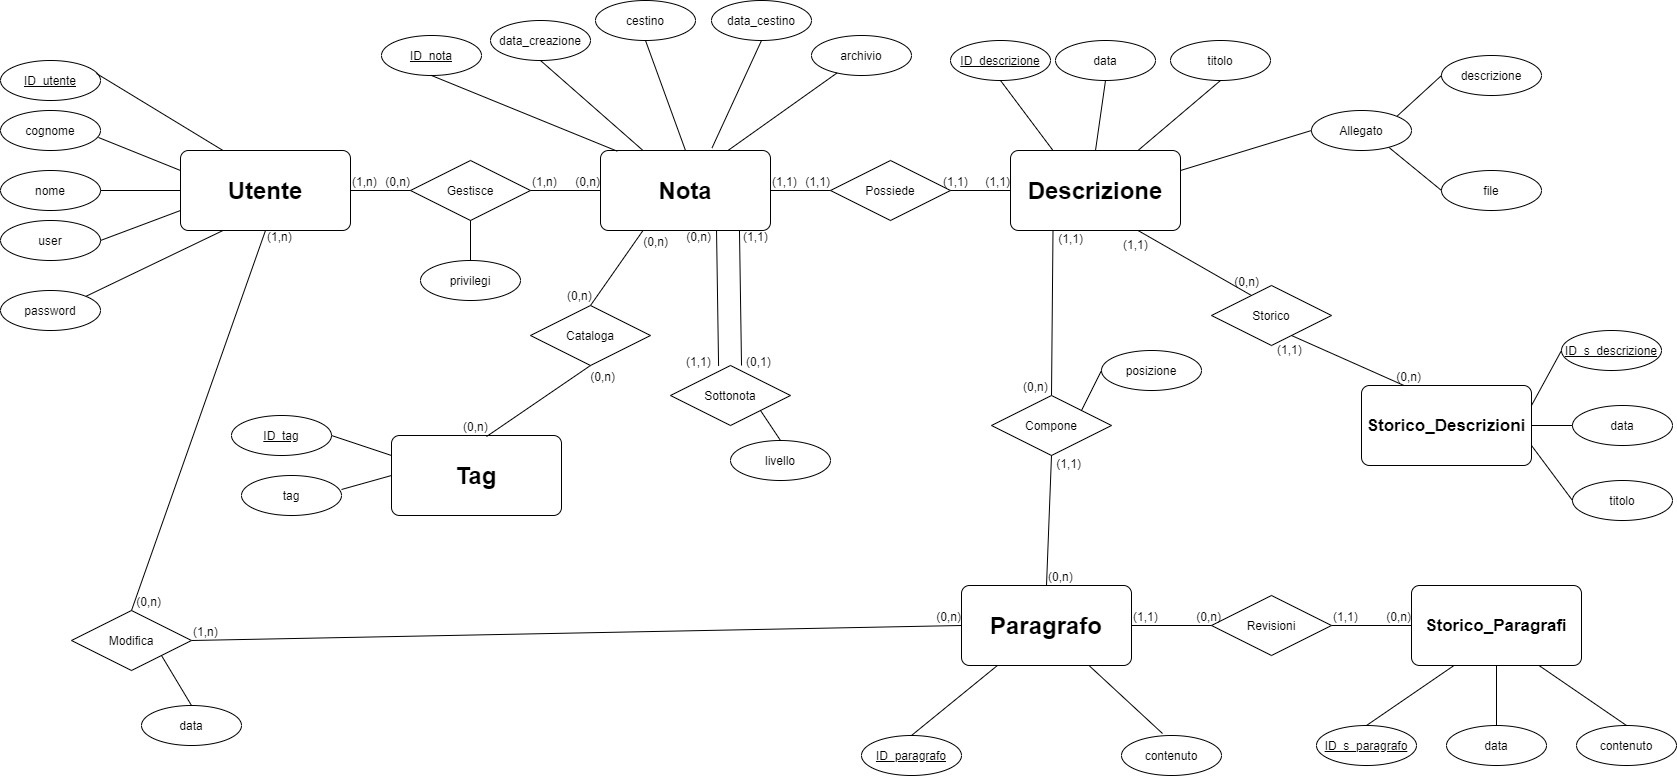 cestino
data_cestino
data_creazione
ID_nota
archivio
ID_descrizione
data
titolo
descrizione
ID_utente
cognome
nome
user
password
Allegato
file
Utente
(1,n)
(0,n)
Gestisce
(1,n)
(0,n)
Nota
(1,1)
(1,1)
Possiede
(1,1)
(1,1)
Descrizione
(1,n)
(0,n)
(0,n)
(1,1)
(1,1)
(1,1)
privilegi
(0,n)
Cataloga
(0,n)
(0,n)
Storico
(1,1)
(0,n)
(1,1)
(0,1)
Sottonota
livello
(0,n)
Compone
(1,1)
posizione
ID_s_descrizione
Storico_Descrizioni
data
titolo
ID_tag
tag
Tag
(0,n)
(0,n)
Modifica
(1,n)
data
(0,n)
Paragrafo
(1,1)
(0,n)
Revisioni
(1,1)
(0,n)
Storico_Paragrafi
ID_paragrafo
contenuto
ID_s_paragrafo
data
contenuto